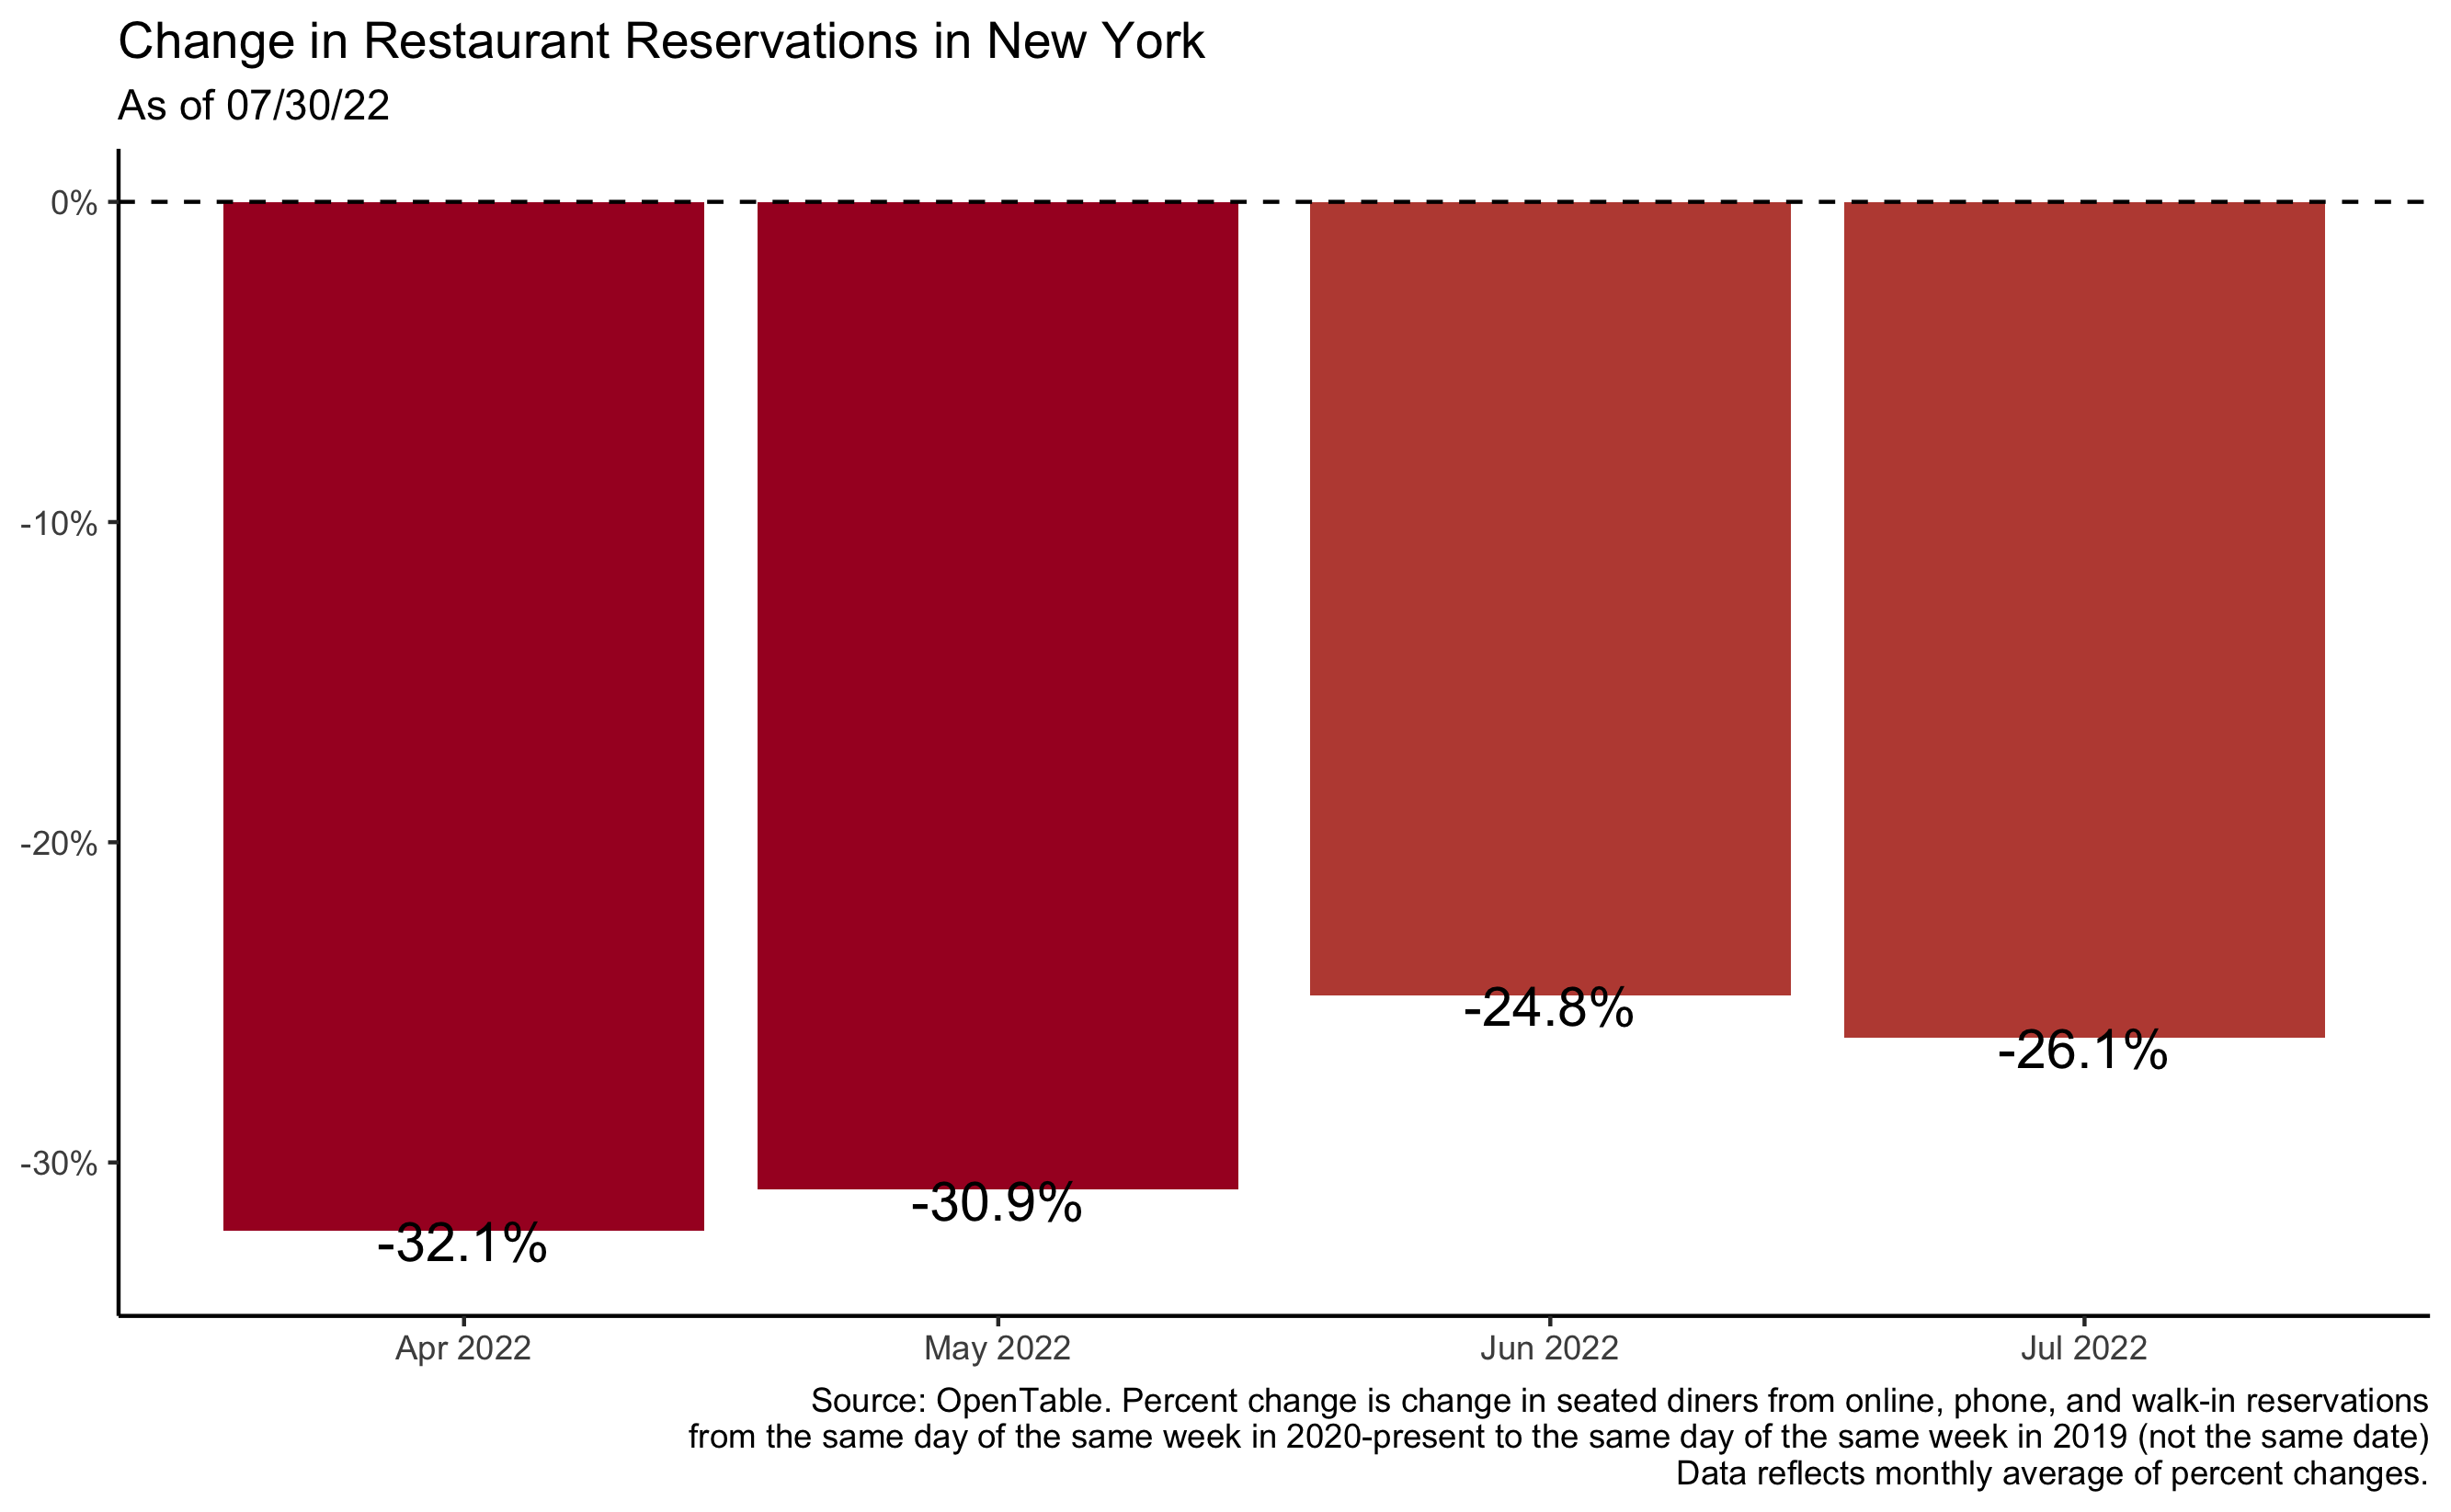 Change in Restaurant Reservations in New York
As of 07/30/22
0%
-10%
-20%
-30%
-32.1%
-30.9%
-24.8%
-26.1%
Apr 2022
May 2022
Jun 2022
Jul 2022
Source: OpenTable. Percent change is change in seated diners from online, phone, and walk-in reservations
from the same day of the same week in 2020-present to the same day of the same week in 2019 (not the same date)
Data reflects monthly average of percent changes.